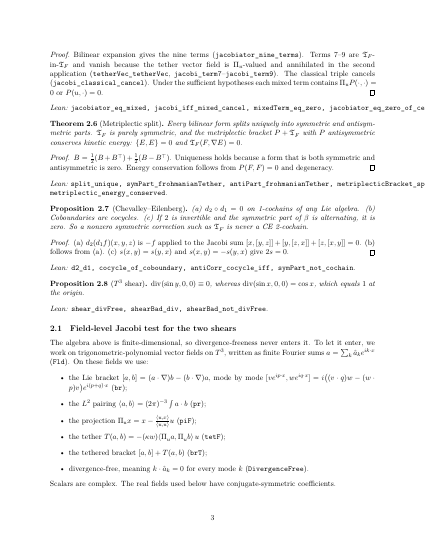 Proof. Bilinear expansion gives the nine terms (jacobiator_nine_terms). Terms 7–9 are 𝔗_F-
in-𝔗_F and vanish because the tether vector field is Π_u-valued and annihilated in the second
application (tetherVec_tetherVec, jacobi_term7–jacobi_term9). The classical triple cancels
(jacobi_classical_cancel). Under the sufficient hypotheses each mixed term contains Π_u P(·, ·) =
0 or P(u, ·) = 0. □
Lean: jacobiator_eq_mixed, jacobi_iff_mixed_cancel, mixedTerm_eq_zero, jacobiator_eq_zero_of_ce
Theorem 2.6 (Metriplectic split). Every bilinear form splits uniquely into symmetric and antisym-
metric parts. 𝔗_F is purely symmetric, and the metriplectic bracket P + 𝔗_F with P antisymmetric
conserves kinetic energy: {E, E} = 0 and 𝔗_F(F, ∇E) = 0.
Proof. B = ½(B + B^⊤) + ½(B − B^⊤). Uniqueness holds because a form that is both symmetric and
antisymmetric is zero. Energy conservation follows from P(F, F) = 0 and degeneracy. □
Lean: split_unique, symPart_frohmanianTether, antiPart_frohmanianTether, metriplecticBracket_sp
metriplectic_energy_conserved.
Proposition 2.7 (Chevalley–Eilenberg). (a) d₂ ∘ d₁ = 0 on 1-cochains of any Lie algebra. (b)
Coboundaries are cocycles. (c) If 2 is invertible and the symmetric part of β is alternating, it is
zero. So a nonzero symmetric correction such as 𝔗_F is never a CE 2-cochain.
Proof. (a) d₂(d₁f)(x, y, z) is −f applied to the Jacobi sum [x, [y, z]] + [y, [z, x]] + [z, [x, y]] = 0. (b)
follows from (a). (c) s(x, y) = s(y, x) and s(x, y) = −s(y, x) give 2s = 0. □
Lean: d2_d1, cocycle_of_coboundary, antiCorr_cocycle_iff, symPart_not_cochain.
Proposition 2.8 (T³ shear). div(sin y, 0, 0) ≡ 0, whereas div(sin x, 0, 0) = cos x, which equals 1 at
the origin.
Lean: shear_divFree, shearBad_div, shearBad_not_divFree.
2.1 Field-level Jacobi test for the two shears
The algebra above is finite-dimensional, so divergence-freeness never enters it. To let it enter, we
work on trigonometric-polynomial vector fields on T³, written as finite Fourier sums a = ∑_k â_k e^{ik·x}
(Fld). On these fields we use:
• the Lie bracket [a, b] = (a · ∇)b − (b · ∇)a, mode by mode [ve^{ip·x}, we^{iq·x}] = i((v · q)w − (w ·
p)v)e^{i(p+q)·x} (br);
• the L² pairing ⟨a, b⟩ = (2π)^{−3} ∫ a · b (pr);
• the projection Π_u x = x − ⟨u,x⟩/⟨u,u⟩ u (piF);
• the tether T(a, b) = −(κw)⟨Π_u a, Π_u b⟩ u (tetF);
• the tethered bracket [a, b] + T(a, b) (brT);
• divergence-free, meaning k · â_k = 0 for every mode k (DivergenceFree).
Scalars are complex. The real fields used below have conjugate-symmetric coefficients.
3